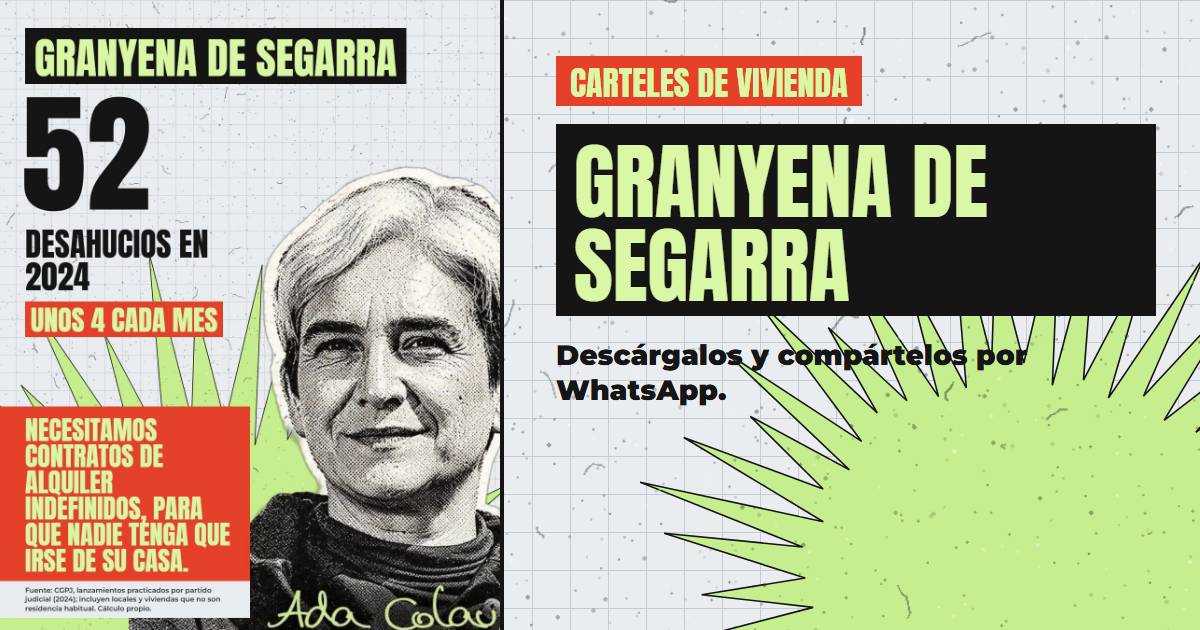 GRANYENA DE SEGARRA
52
DESAHUCIOS EN
2024
UNOS 4 CADA MES
NECESITAMOS
CONTRATOS DE
ALQUILER
INDEFINIDOS, PARA
QUE NADIE TENGA QUE
IRSE DE SU CASA.
Fuente: CGPJ, lanzamientos practicados por partido
judicial (2024); incluyen locales y viviendas que no son
residencia habitual. Cálculo propio.
Ada Colau
CARTELES DE VIVIENDA
GRANYENA DE
SEGARRA
Descárgalos y compártelos por
WhatsApp.